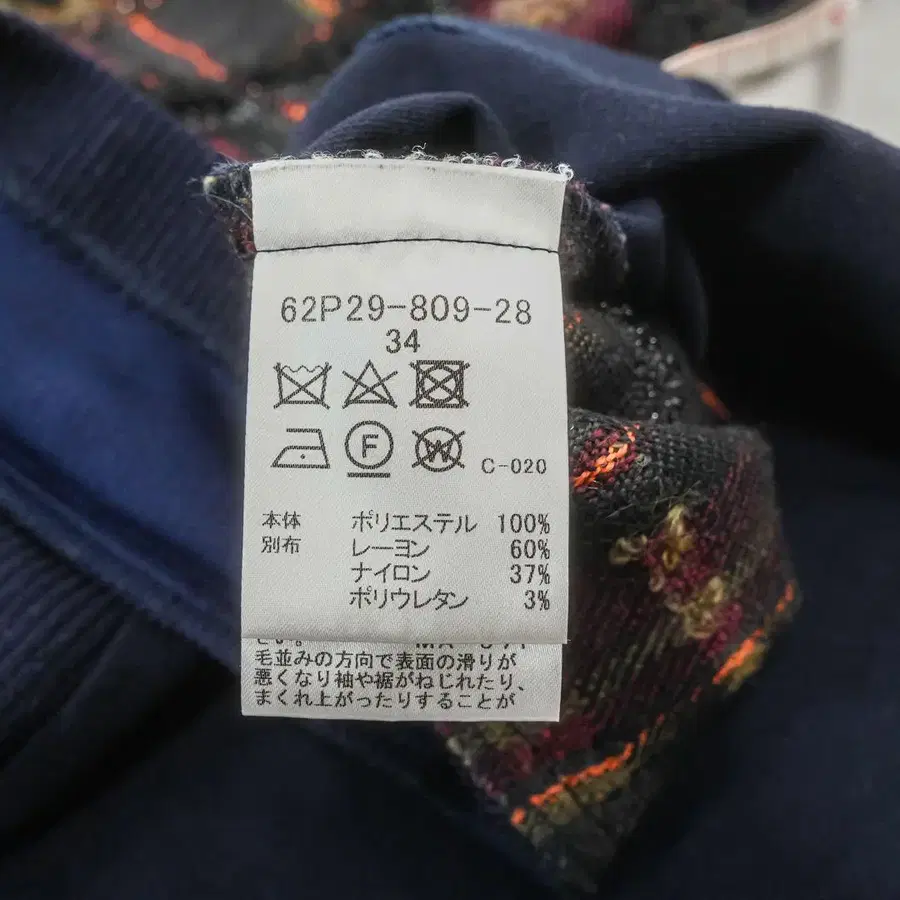 62P29-809-28
34
F
W
C-020
本体 ポリエステル 100%
別布 レーヨン 60%
ナイロン 37%
ポリウレタン 3%
毛並みの方向で表面の滑りが
悪くなり袖や裾がねじれたり、
まくれ上がったりすることが